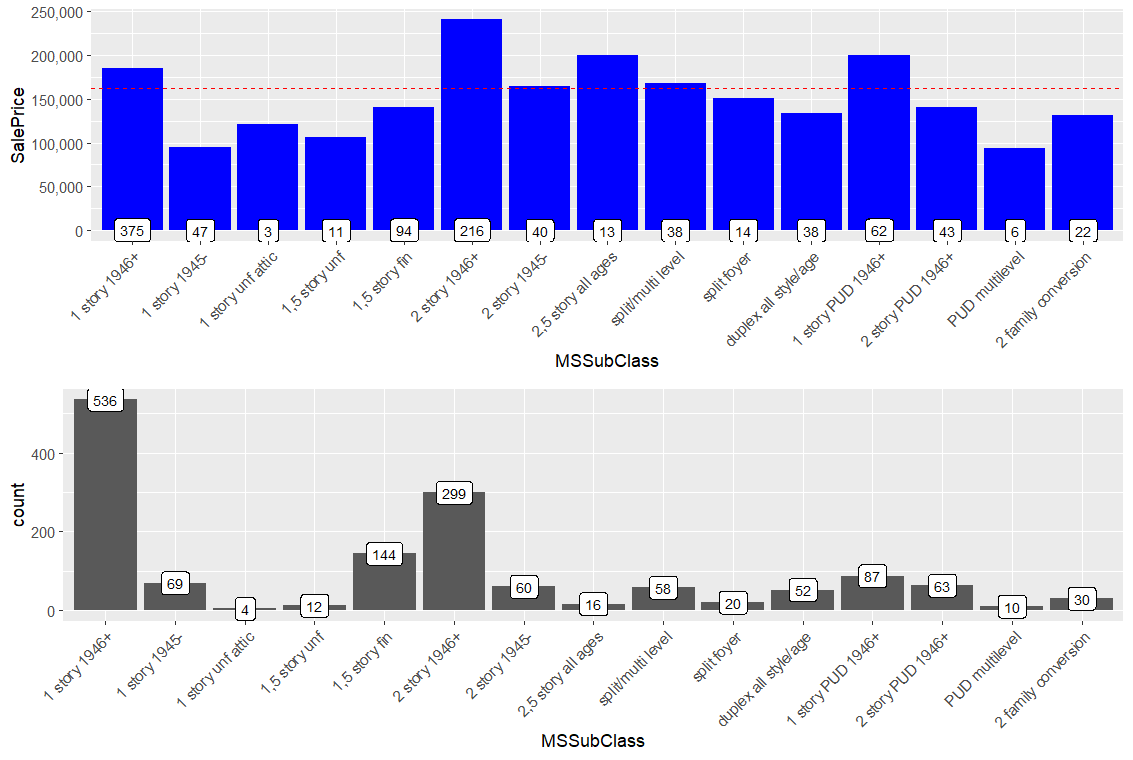 250,000
200,000
150,000
100,000
50,000
0
SalePrice
375 47 3 11 94 216 40 13 38 14 38 62 43 6 22
1 story 1946+
1 story 1945-
1 story unf attic
1,5 story unf
1,5 story fin
2 story 1946+
2 story 1945-
2,5 story all ages
split/multi level
split foyer
duplex all style/age
1 story PUD 1946+
2 story PUD 1946+
PUD multilevel
2 family conversion
MSSubClass
400
200
0
count
536 69 4 12 144 299 60 16 58 20 52 87 63 10 30
1 story 1946+
1 story 1945-
1 story unf attic
1,5 story unf
1,5 story fin
2 story 1946+
2 story 1945-
2,5 story all ages
split/multi level
split foyer
duplex all style/age
1 story PUD 1946+
2 story PUD 1946+
PUD multilevel
2 family conversion
MSSubClass